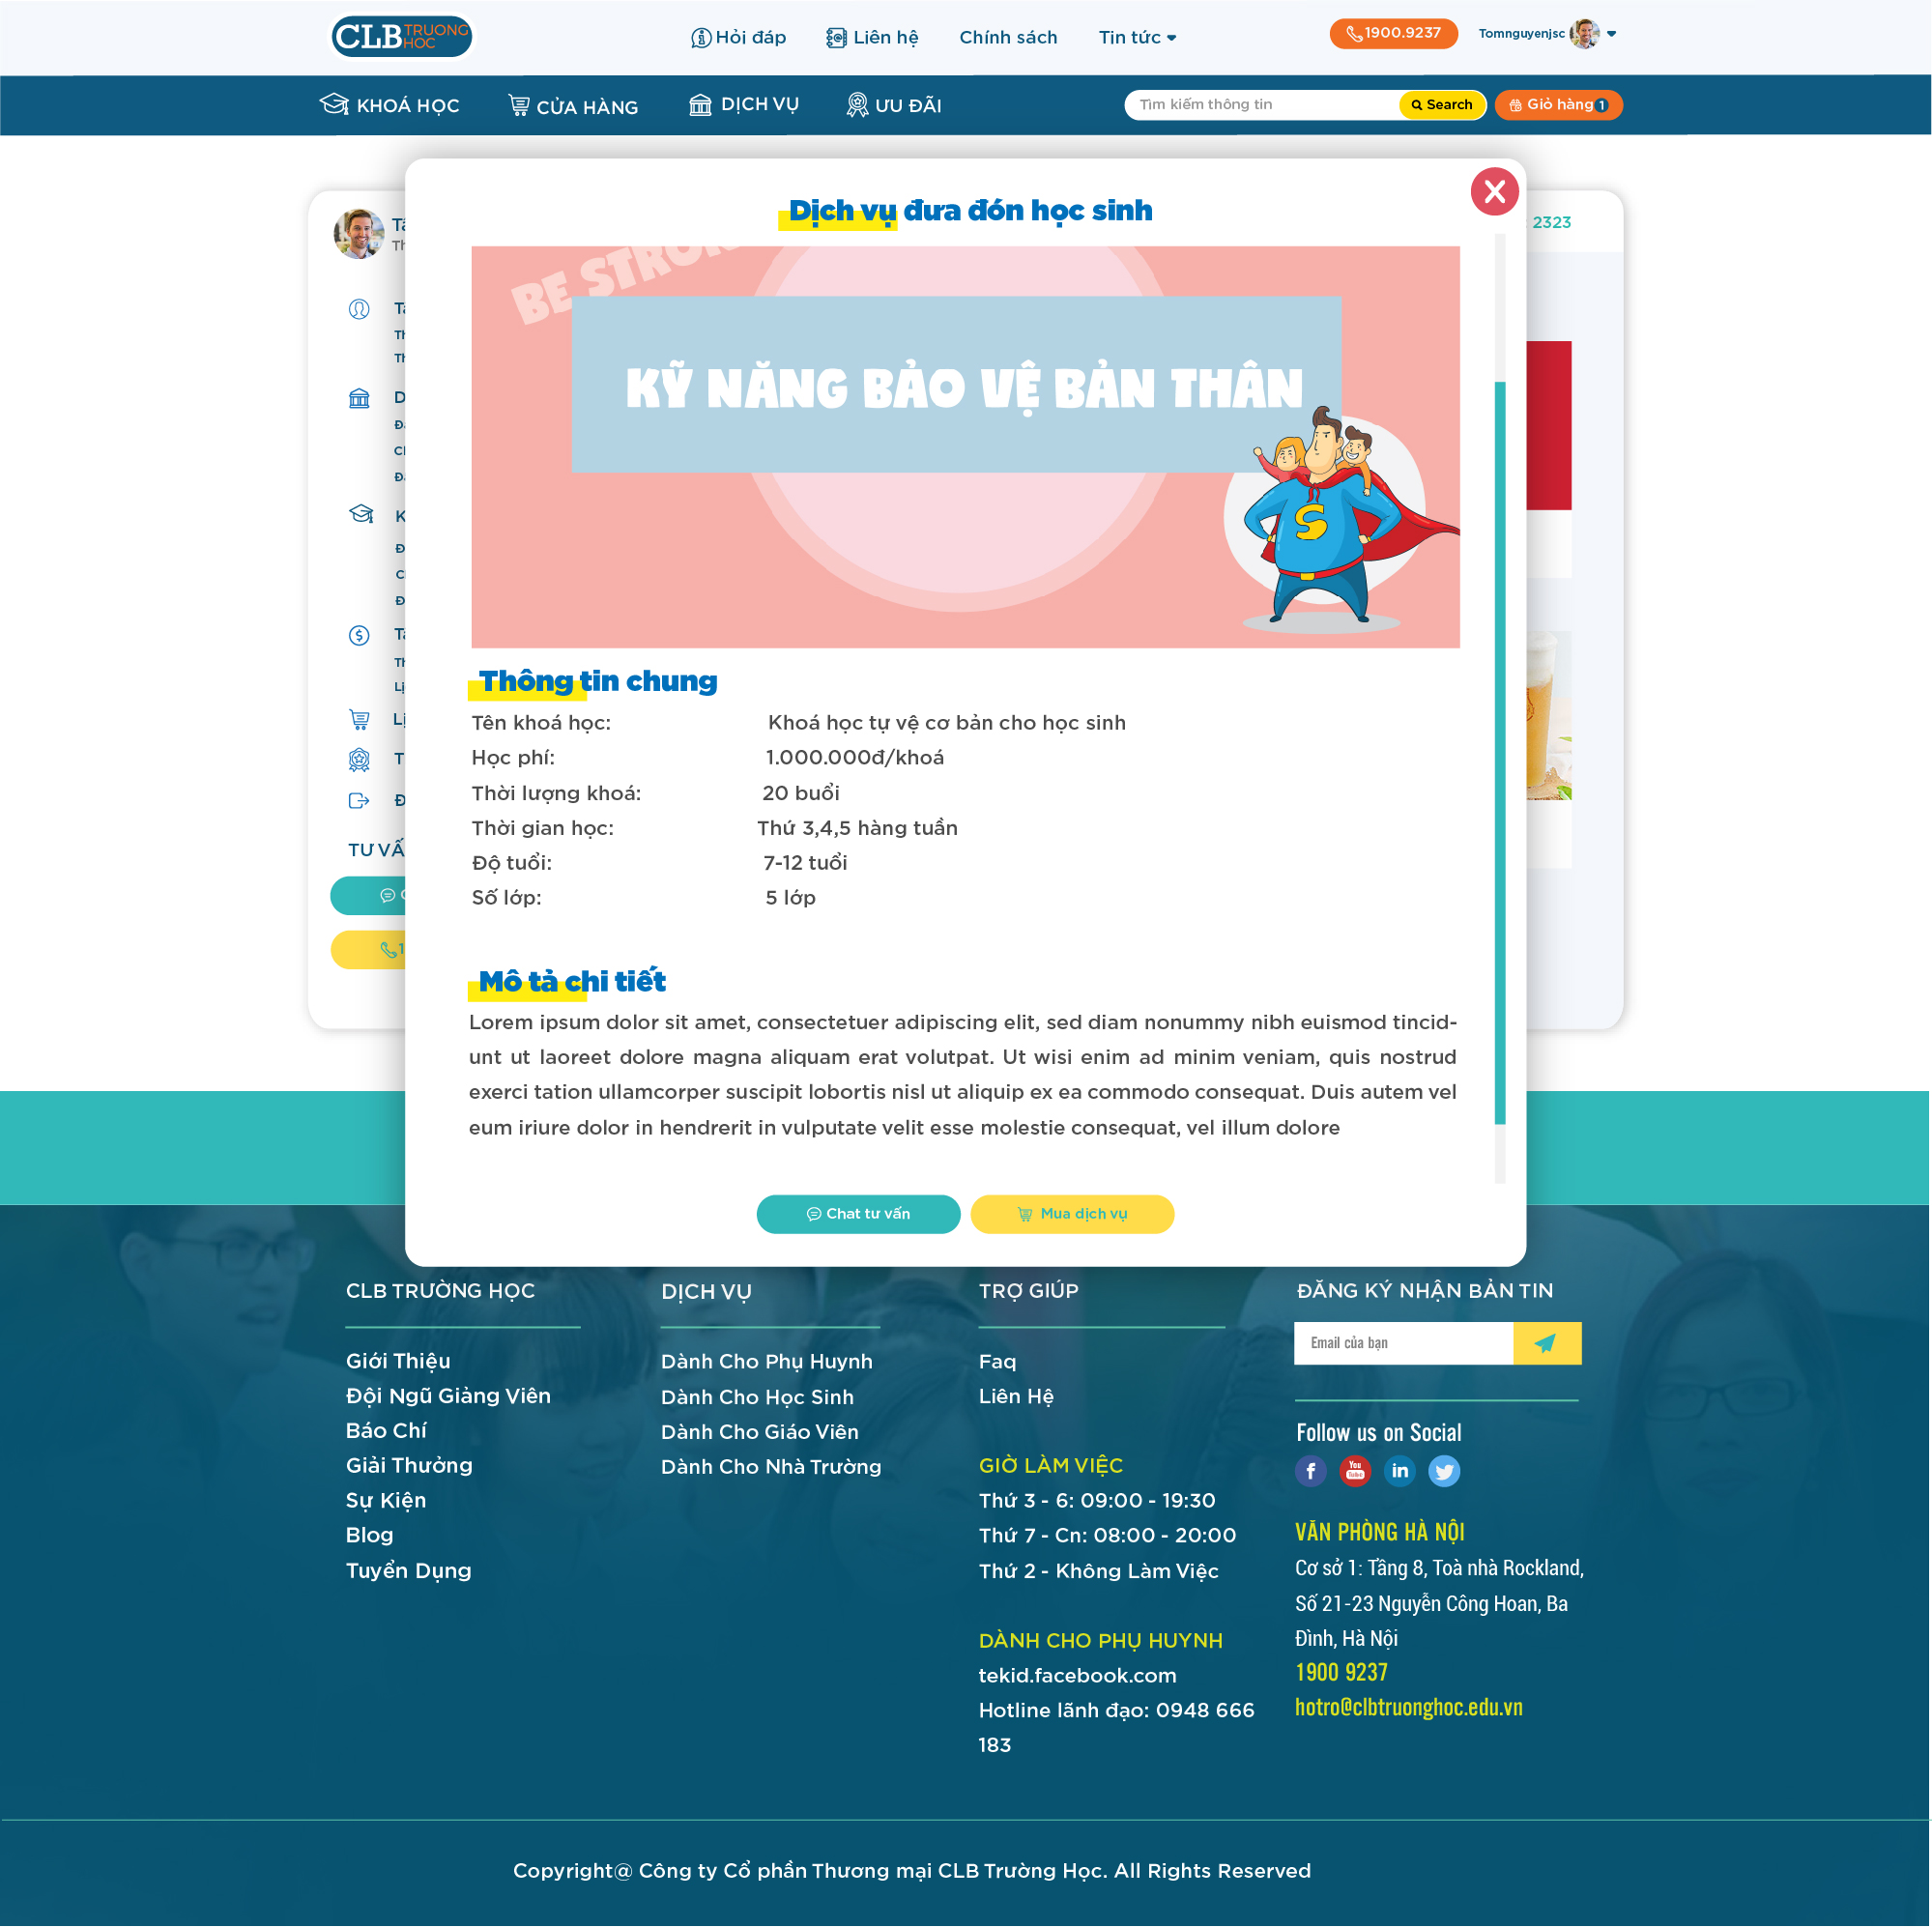 CLB TRUONG HOC
Hỏi đáp
Liên hệ
Chính sách
Tin tức
1900.9237
Tomnguyenjsc
KHOÁ HỌC
CỬA HÀNG
DỊCH VỤ
ƯU ĐÃI
Tìm kiếm thông tin
Search
Giỏ hàng 1
Dịch vụ đưa đón học sinh
2323
BE STRON
KỸ NĂNG BẢO VỆ BẢN THÂN
S
TƯ VẤ
Thông tin chung
Tên khoá học: Khoá học tự vệ cơ bản cho học sinh
Học phí: 1.000.000đ/khoá
Thời lượng khoá: 20 buổi
Thời gian học: Thứ 3,4,5 hàng tuần
Độ tuổi: 7-12 tuổi
Số lớp: 5 lớp
Mô tả chi tiết
Lorem ipsum dolor sit amet, consectetuer adipiscing elit, sed diam nonummy nibh euismod tincid-
unt ut laoreet dolore magna aliquam erat volutpat. Ut wisi enim ad minim veniam, quis nostrud
exerci tation ullamcorper suscipit lobortis nisl ut aliquip ex ea commodo consequat. Duis autem vel
eum iriure dolor in hendrerit in vulputate velit esse molestie consequat, vel illum dolore
Chat tư vấn
Mua dịch vụ
CLB TRƯỜNG HỌC
Giới Thiệu
Đội Ngũ Giảng Viên
Báo Chí
Giải Thưởng
Sự Kiện
Blog
Tuyển Dụng
DỊCH VỤ
Dành Cho Phụ Huynh
Dành Cho Học Sinh
Dành Cho Giáo Viên
Dành Cho Nhà Trường
TRỢ GIÚP
Faq
Liên Hệ
GIỜ LÀM VIỆC
Thứ 3 - 6: 09:00 - 19:30
Thứ 7 - Cn: 08:00 - 20:00
Thứ 2 - Không Làm Việc
DÀNH CHO PHỤ HUYNH
tekid.facebook.com
Hotline lãnh đạo: 0948 666
183
ĐĂNG KÝ NHẬN BẢN TIN
Email của bạn
Follow us on Social
f
You Tube
in
VĂN PHÒNG HÀ NỘI
Cơ sở 1: Tầng 8, Toà nhà Rockland,
Số 21-23 Nguyễn Công Hoan, Ba
Đình, Hà Nội
1900 9237
hotro@clbtruonghoc.edu.vn
Copyright@ Công ty Cổ phần Thương mại CLB Trường Học. All Rights Reserved